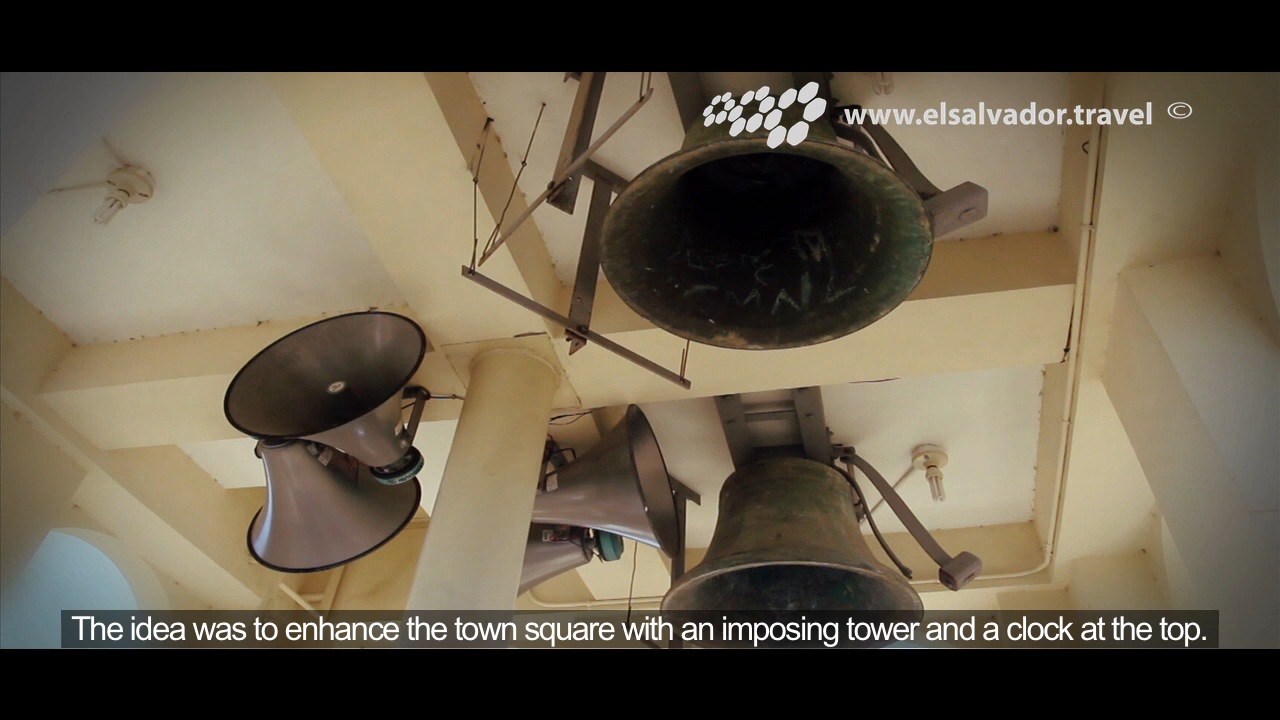 www.elsalvador.travel ©
The idea was to enhance the town square with an imposing tower and a clock at the top.